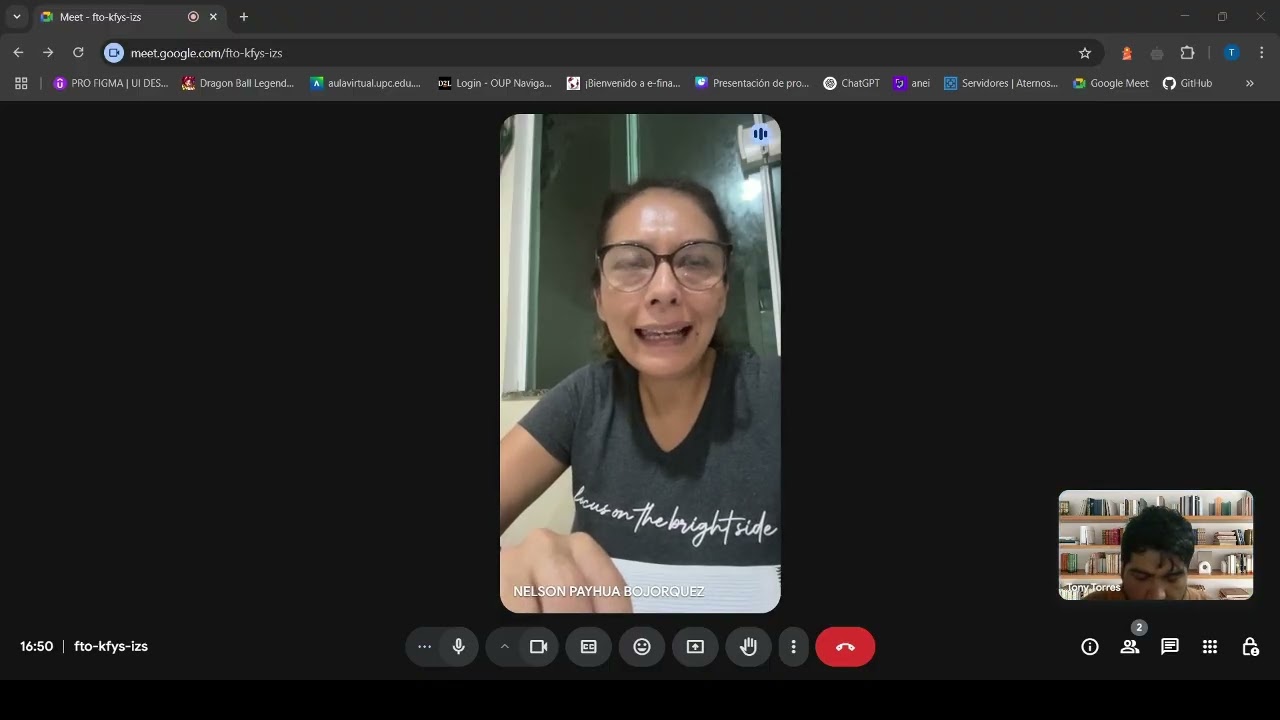 Meet - fto-kfys-izs
meet.google.com/fto-kfys-izs
T
PRO FIGMA | UI DES...
Dragon Ball Legend...
aulavirtual.upc.edu....
Login - OUP Naviga...
¡Bienvenido a e-fina...
Presentación de pro...
ChatGPT
anei
Servidores | Aternos...
Google Meet
GitHub
focus on the bright side
NELSON PAYHUA BOJORQUEZ
Tony Torres
16:50 | fto-kfys-izs
2